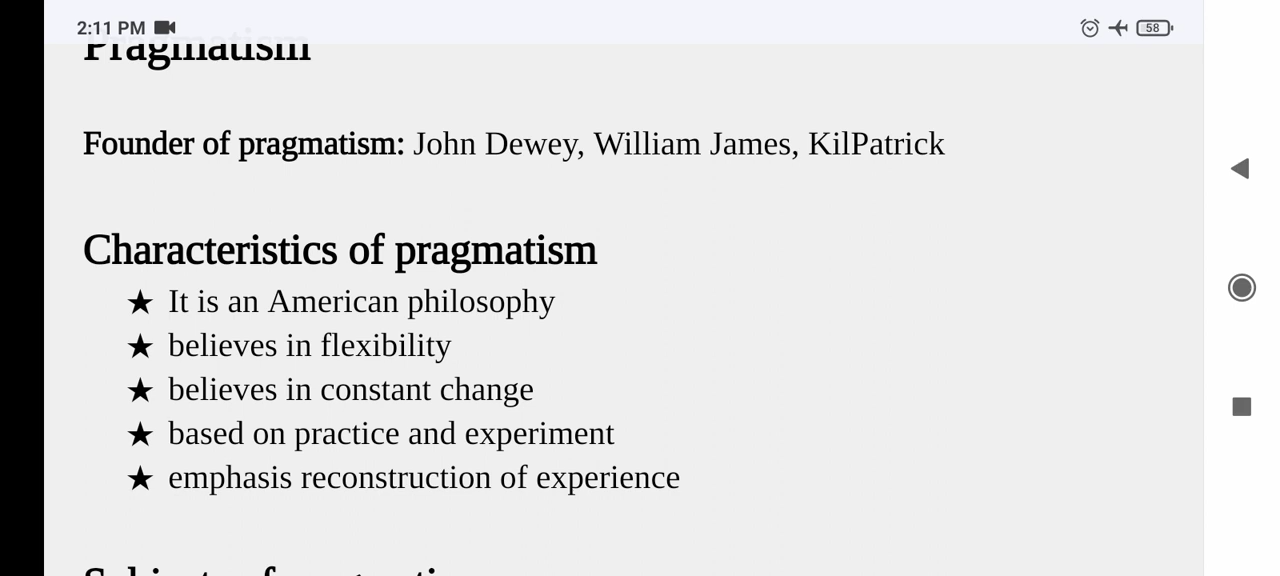 2:11 PM
58
Pragmatism
Founder of pragmatism: John Dewey, William James, KilPatrick
Characteristics of pragmatism
★ It is an American philosophy
★ believes in flexibility
★ believes in constant change
★ based on practice and experiment
★ emphasis reconstruction of experience